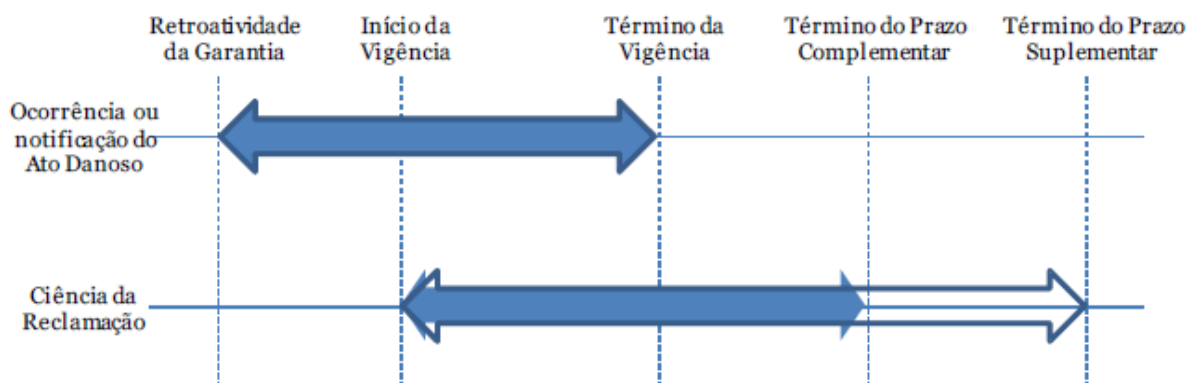 Retroatividade
da Garantia
Início da
Vigência
Término da
Vigência
Término do Prazo
Complementar
Término do Prazo
Suplementar
Ocorrência ou
notificação do
Ato Danoso
Ciência da
Reclamação